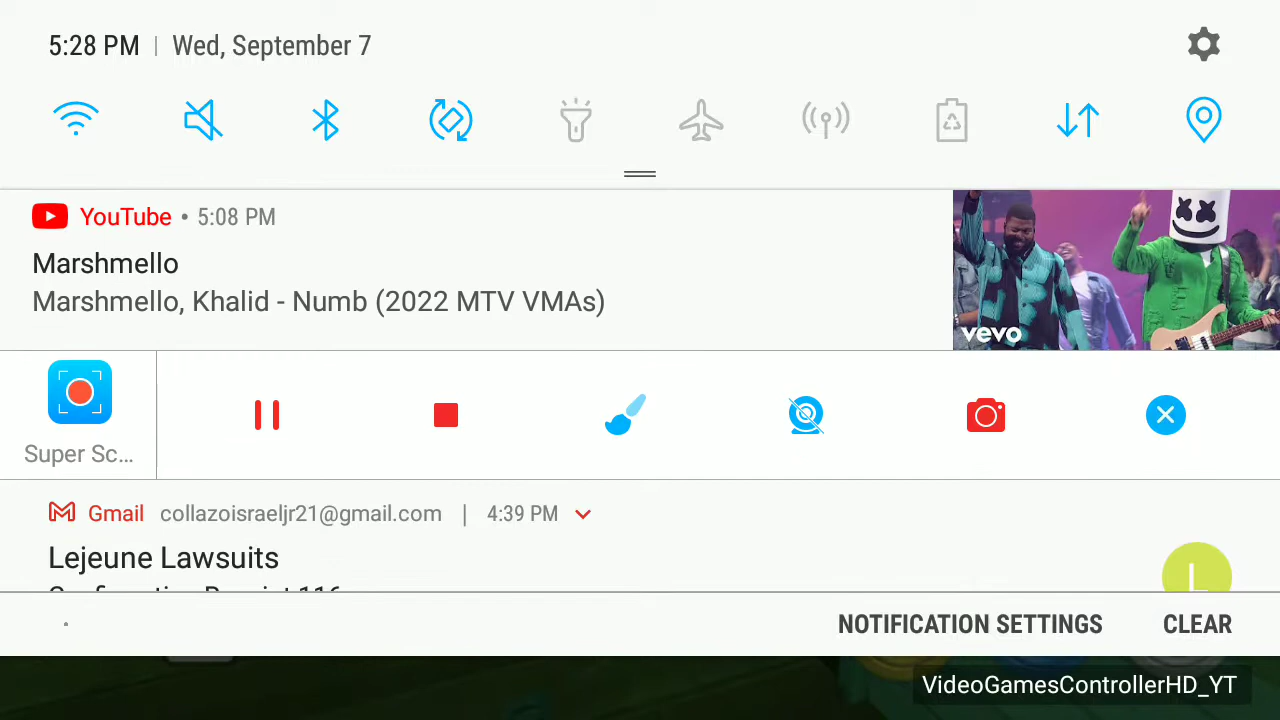 5:28 PM | Wed, September 7
YouTube • 5:08 PM
Marshmello
Marshmello, Khalid - Numb (2022 MTV VMAs)
vevo
Super Sc...
Gmail collazoisraeljr21@gmail.com | 4:39 PM
Lejeune Lawsuits
L
NOTIFICATION SETTINGS CLEAR
VideoGamesControllerHD_YT